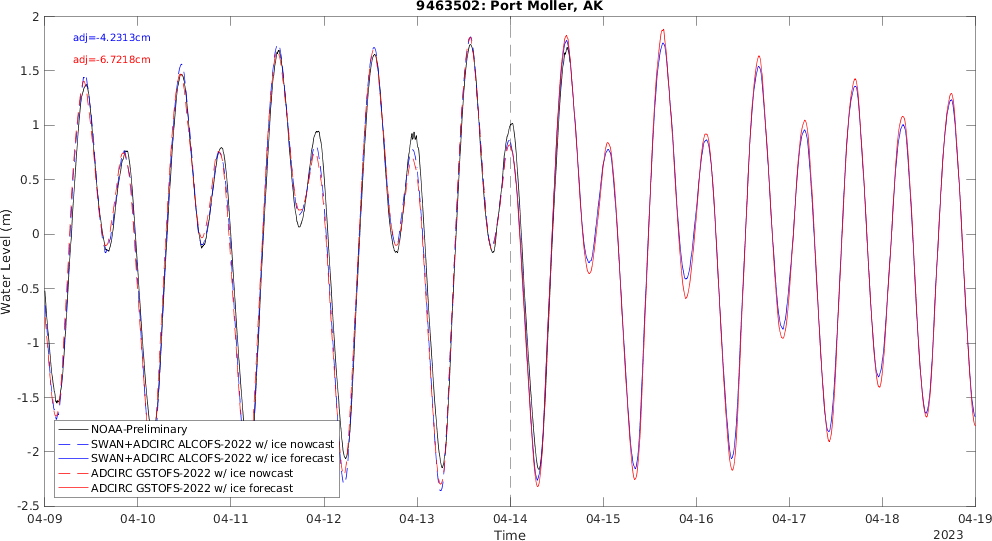 9463502: Port Moller, AK
adj=-4.2313cm
adj=-6.7218cm
2
1.5
1
0.5
0
-0.5
-1
-1.5
-2
-2.5
Water Level (m)
NOAA-Preliminary
SWAN+ADCIRC ALCOFS-2022 w/ ice nowcast
SWAN+ADCIRC ALCOFS-2022 w/ ice forecast
ADCIRC GSTOFS-2022 w/ ice nowcast
ADCIRC GSTOFS-2022 w/ ice forecast
04-09 04-10 04-11 04-12 04-13 04-14 04-15 04-16 04-17 04-18 04-19
Time
2023